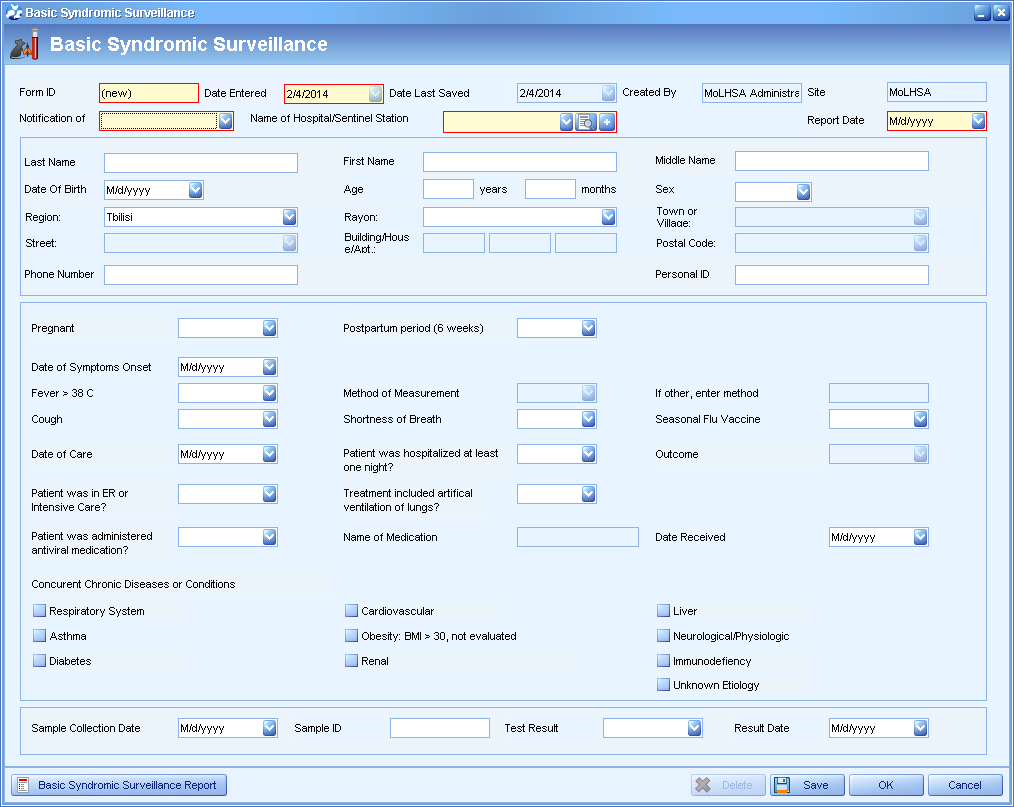 Basic Syndromic Surveillance
Basic Syndromic Surveillance
Form ID (new) Date Entered 2/4/2014 Date Last Saved 2/4/2014 Created By MoLHSA Administra Site MoLHSA
Notification of Name of Hospital/Sentinel Station Report Date M/d/yyyy
Last Name First Name Middle Name
Date Of Birth M/d/yyyy Age years months Sex
Region: Tbilisi Rayon: Town or
Village:
Street: Building/Hous
e/Apt.: Postal Code:
Phone Number Personal ID
Pregnant Postpartum period (6 weeks)
Date of Symptoms Onset M/d/yyyy
Fever > 38 C Method of Measurement If other, enter method
Cough Shortness of Breath Seasonal Flu Vaccine
Date of Care M/d/yyyy Patient was hospitalized at least
one night? Outcome
Patient was in ER or
Intensive Care? Treatment included artifical
ventilation of lungs?
Patient was administered
antiviral medication? Name of Medication Date Received M/d/yyyy
Concurent Chronic Diseases or Conditions
Respiratory System Cardiovascular Liver
Asthma Obesity: BMI > 30, not evaluated Neurological/Physiologic
Diabetes Renal Immunodefiency
Unknown Etiology
Sample Collection Date M/d/yyyy Sample ID Test Result Result Date M/d/yyyy
Basic Syndromic Surveillance Report Delete Save OK Cancel